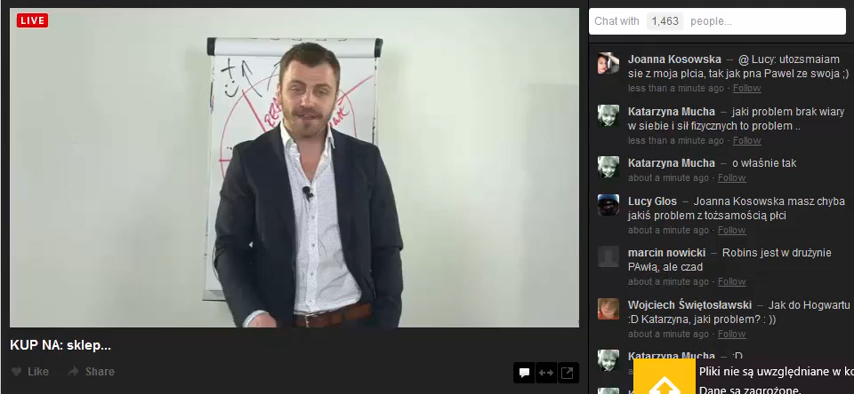 LIVE
KUP NA: sklep...
Like
Share
Chat with 1,463 people...
Joanna Kosowska – @ Lucy: utozsmaiam
sie z moja plcia, tak jak pna Pawel ze swoja ;)
less than a minute ago · Follow
Katarzyna Mucha – jaki problem brak wiary
w siebie i sił fizycznych to problem ..
less than a minute ago · Follow
Katarzyna Mucha – o właśnie tak
about a minute ago · Follow
Lucy Glos – Joanna Kosowska masz chyba
jakiś problem z tożsamością płci
about a minute ago · Follow
marcin nowicki – Robins jest w drużynie
PAwłą, ale czad
about a minute ago · Follow
Wojciech Świętosławski – Jak do Hogwartu
:D Katarzyna, jaki problem? : ))
about a minute ago · Follow
Katarzyna Mucha – :D
Pliki nie są uwzględniane w ko
Dane są zagrożone.